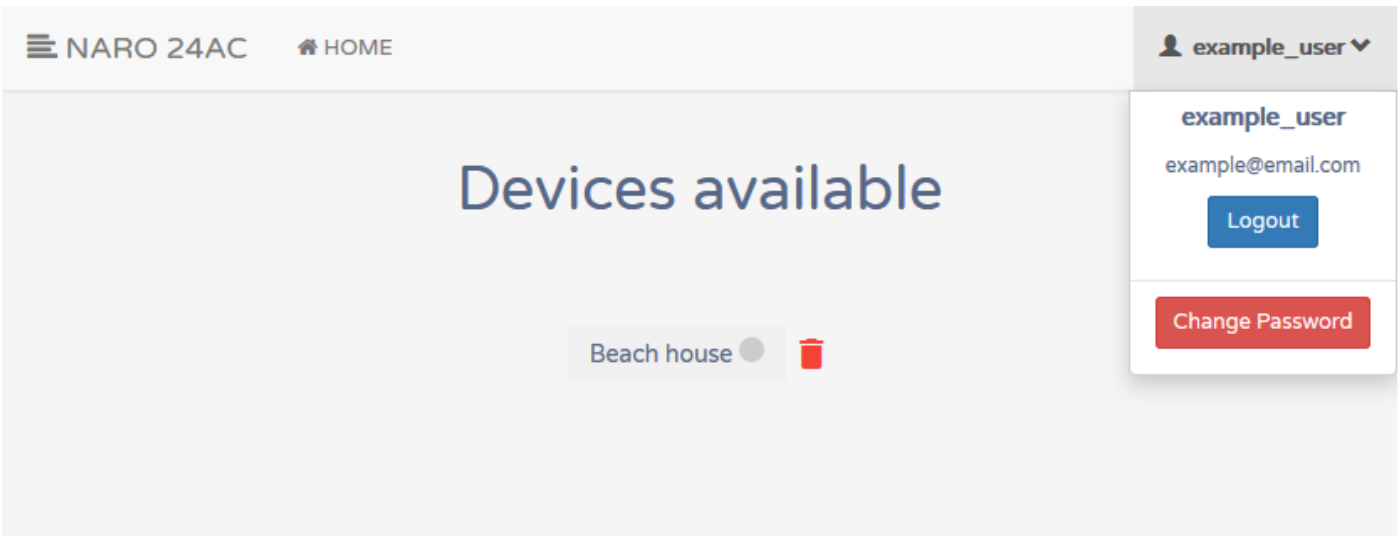 NARO 24AC HOME example_user
example_user
example@email.com
Logout
Change Password
Devices available
Beach house